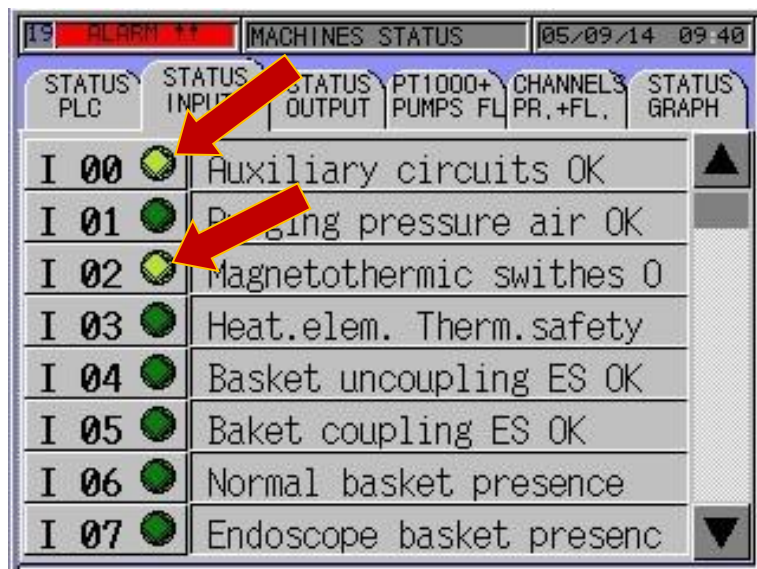 19 ALARM ↑↑ MACHINES STATUS 05/09/14 09:40
STATUS PLC
STATUS INPUT
STATUS OUTPUT
PT1000+ PUMPS FL
CHANNELS PR.+FL.
STATUS GRAPH
I 00 Auxiliary circuits OK
I 01 pressure air OK
I 02 Magnetothermic swithes O
I 03 Heat.elem. Therm.safety
I 04 Basket uncoupling ES OK
I 05 Baket coupling ES OK
I 06 Normal basket presence
I 07 Endoscope basket presenc